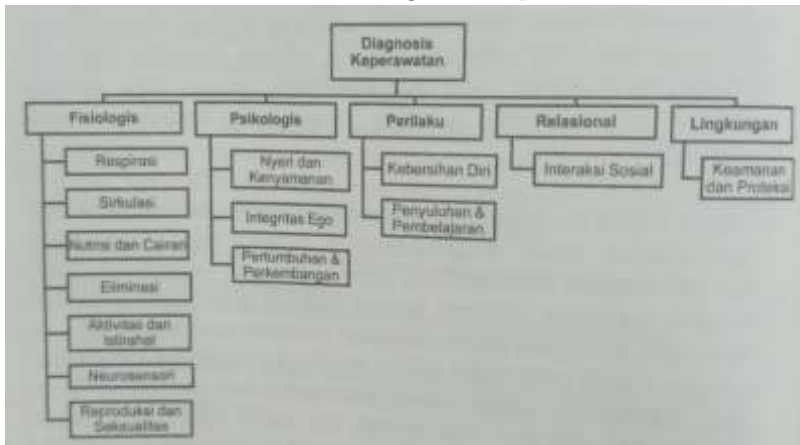 Diagnosis
Keperawatan
Fisiologis
Psikologis
Perilaku
Relasional
Lingkungan
Respirasi
Sirkulasi
Nutrisi dan Cairan
Eliminasi
Aktivitas dan
Istirahat
Neurosensori
Reproduksi dan
Seksualitas
Nyeri dan
Kenyamanan
Integritas Ego
Pertumbuhan &
Perkembangan
Kebersihan Diri
Penyuluhan &
Pembelajaran
Interaksi Sosial
Keamanan
dan Proteksi